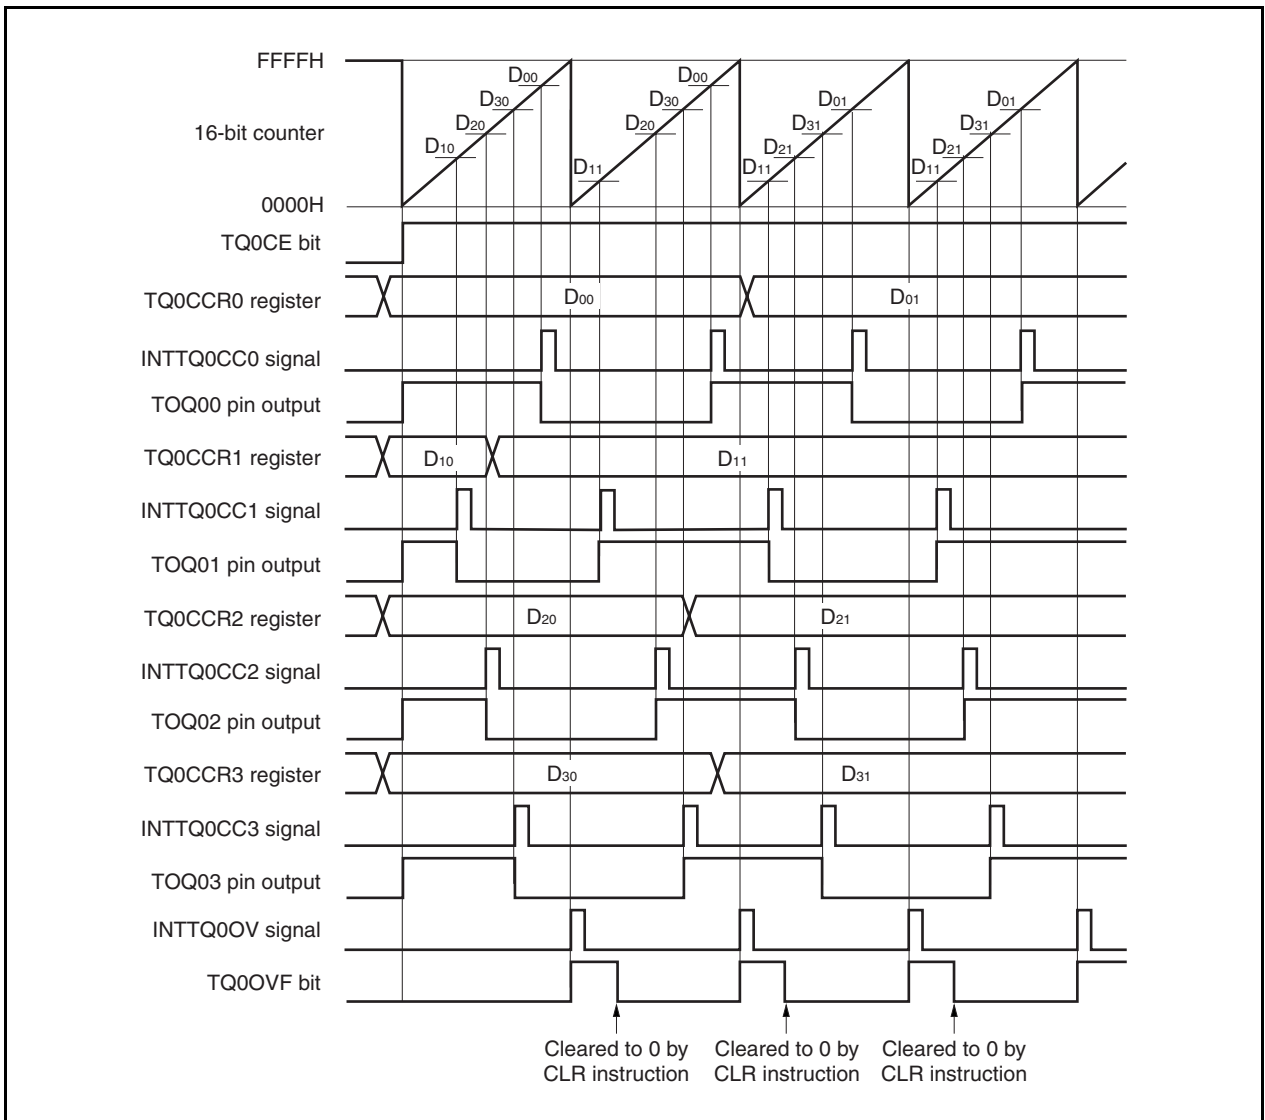 FFFFH
D00
D00
D30
D30
D01
D01
16-bit counter
D20
D20
D31
D31
D10
D21
D21
D11
D11
D11
0000H
TQ0CE bit
TQ0CCR0 register
D00
D01
INTTQ0CC0 signal
TOQ00 pin output
TQ0CCR1 register
D10
D11
INTTQ0CC1 signal
TOQ01 pin output
TQ0CCR2 register
D20
D21
INTTQ0CC2 signal
TOQ02 pin output
TQ0CCR3 register
D30
D31
INTTQ0CC3 signal
TOQ03 pin output
INTTQ0OV signal
TQ0OVF bit
Cleared to 0 by
CLR instruction
Cleared to 0 by
CLR instruction
Cleared to 0 by
CLR instruction